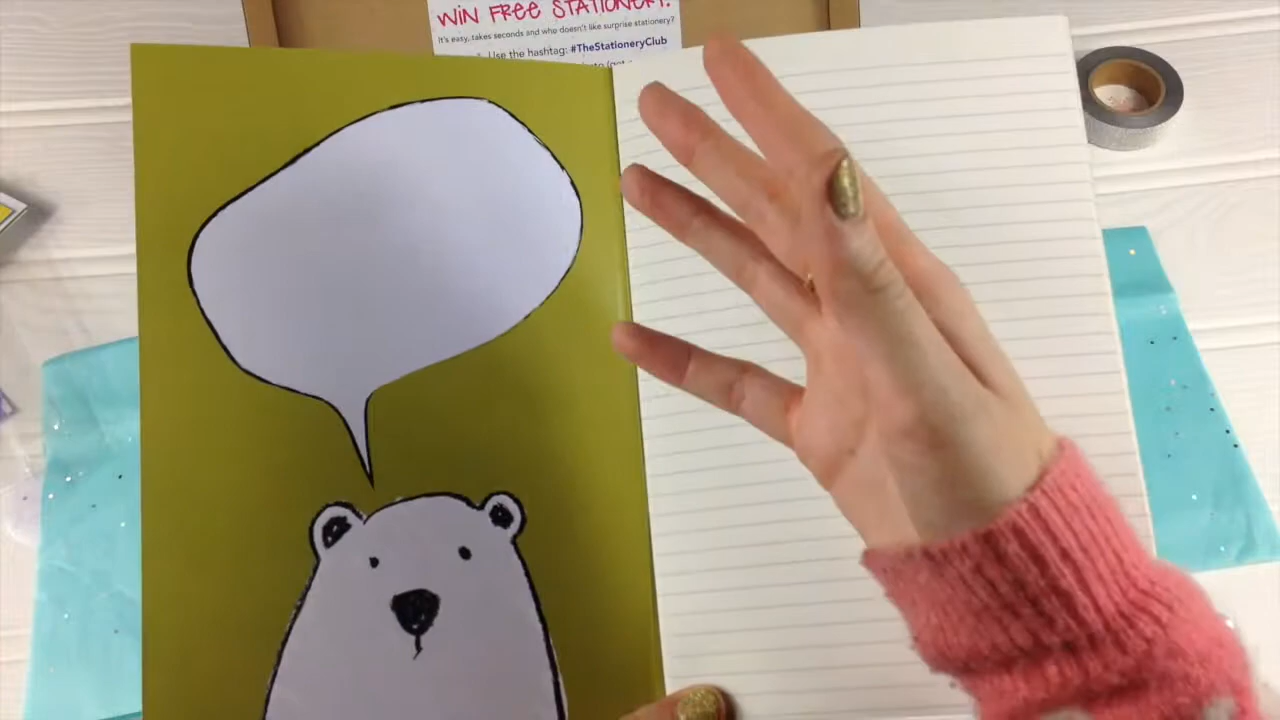 WIN FREE STATIONERY!
It's easy, takes seconds and who doesn't like surprise stationery?
Use the hashtag: #TheStationeryClub